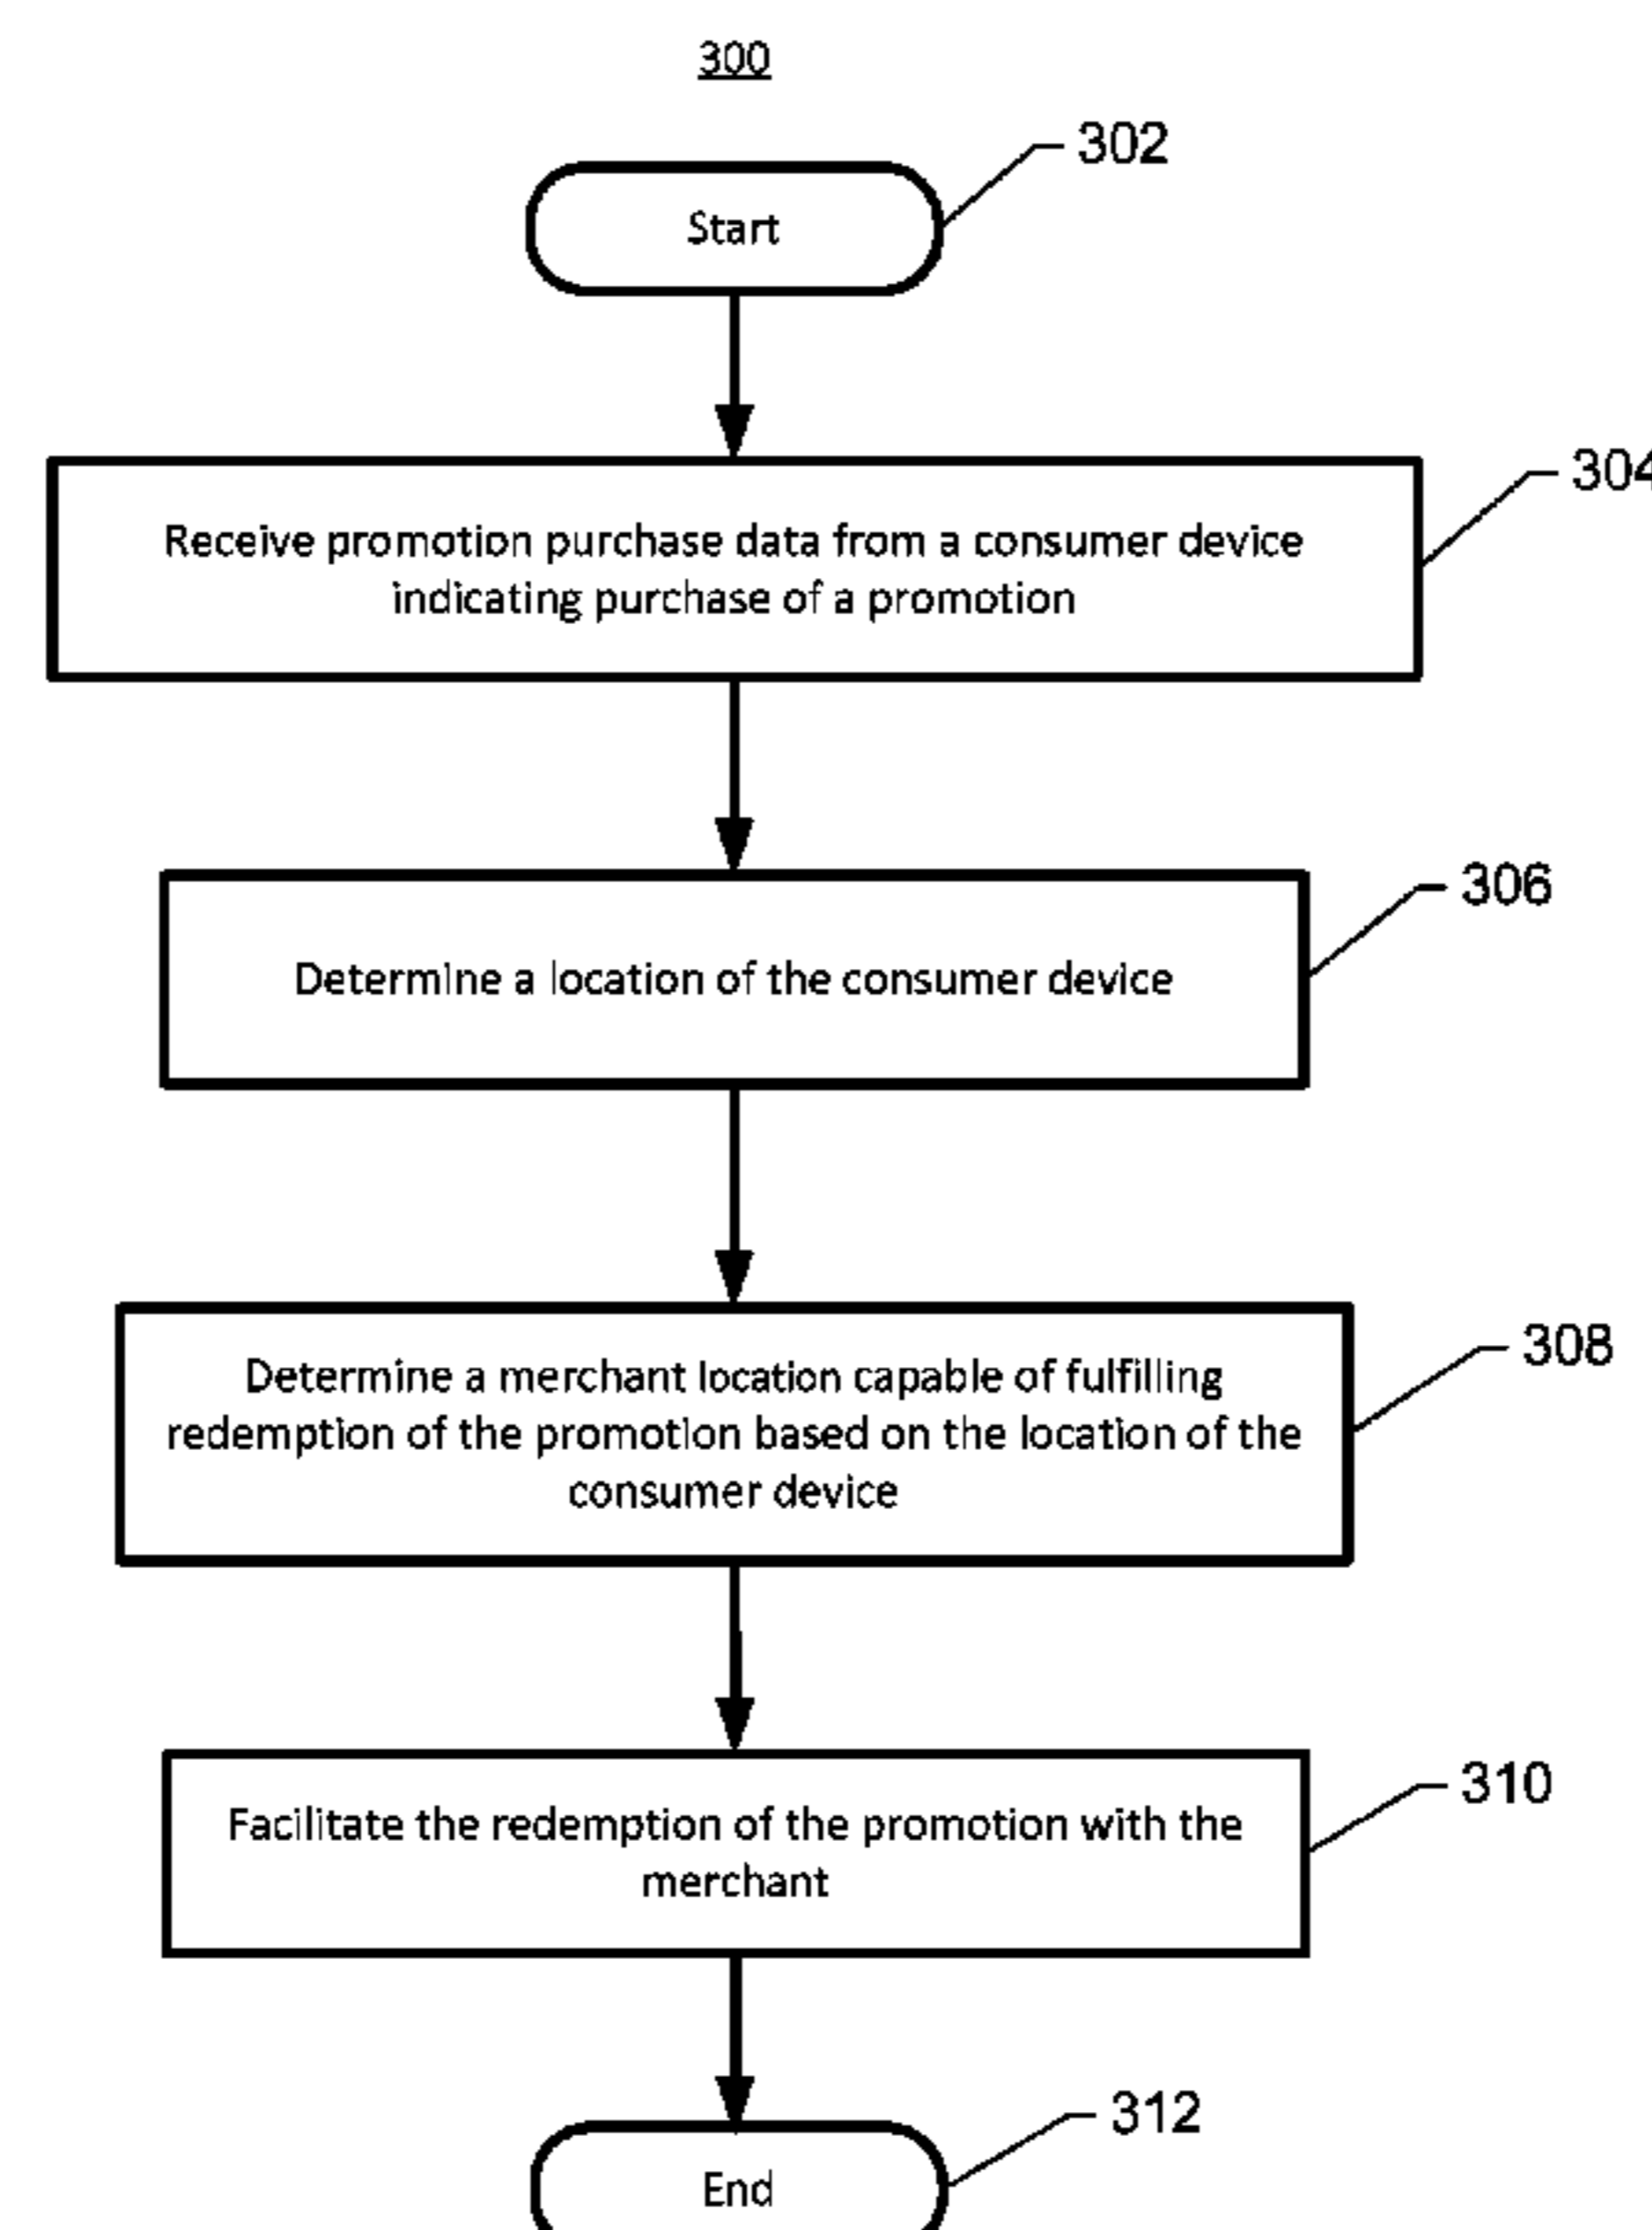 300
302
Start
304
Receive promotion purchase data from a consumer device
indicating purchase of a promotion
306
Determine a location of the consumer device
308
Determine a merchant location capable of fulfilling
redemption of the promotion based on the location of the
consumer device
310
Facilitate the redemption of the promotion with the
merchant
312
End